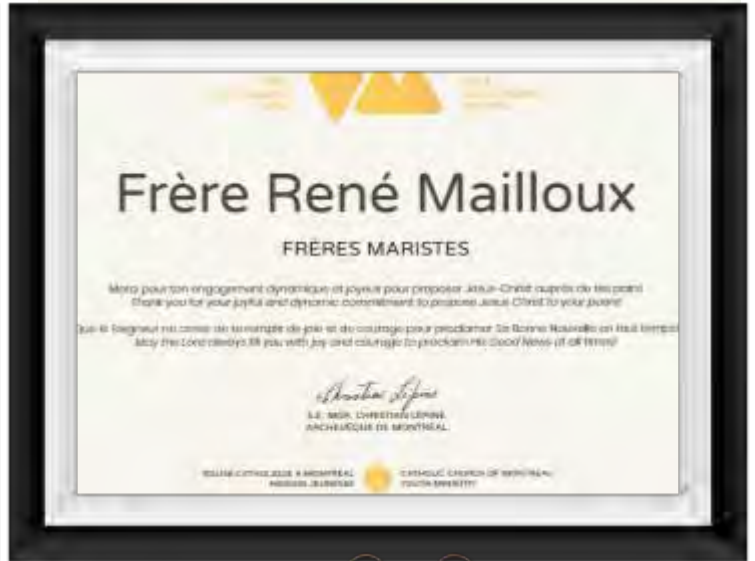 Frère René Mailloux
FRÈRES MARISTES
Merci pour ton engagement dynamique et joyeux pour proposer Jésus-Christ auprès de tes pairs!
Thank you for your joyful and dynamic commitment to propose Jesus Christ to your peers!
Que le Seigneur ne cesse de te remplir de joie et de courage pour proclamer Sa Bonne Nouvelle en tout temps!
May the Lord always fill you with joy and courage to proclaim His Good News at all times!
Christian Lépine
S.E. MGR. CHRISTIAN LÉPINE
ARCHEVÊQUE DE MONTRÉAL
ÉGLISE CATHOLIQUE À MONTRÉAL
MISSION JEUNESSE
CATHOLIC CHURCH OF MONTREAL
YOUTH MINISTRY